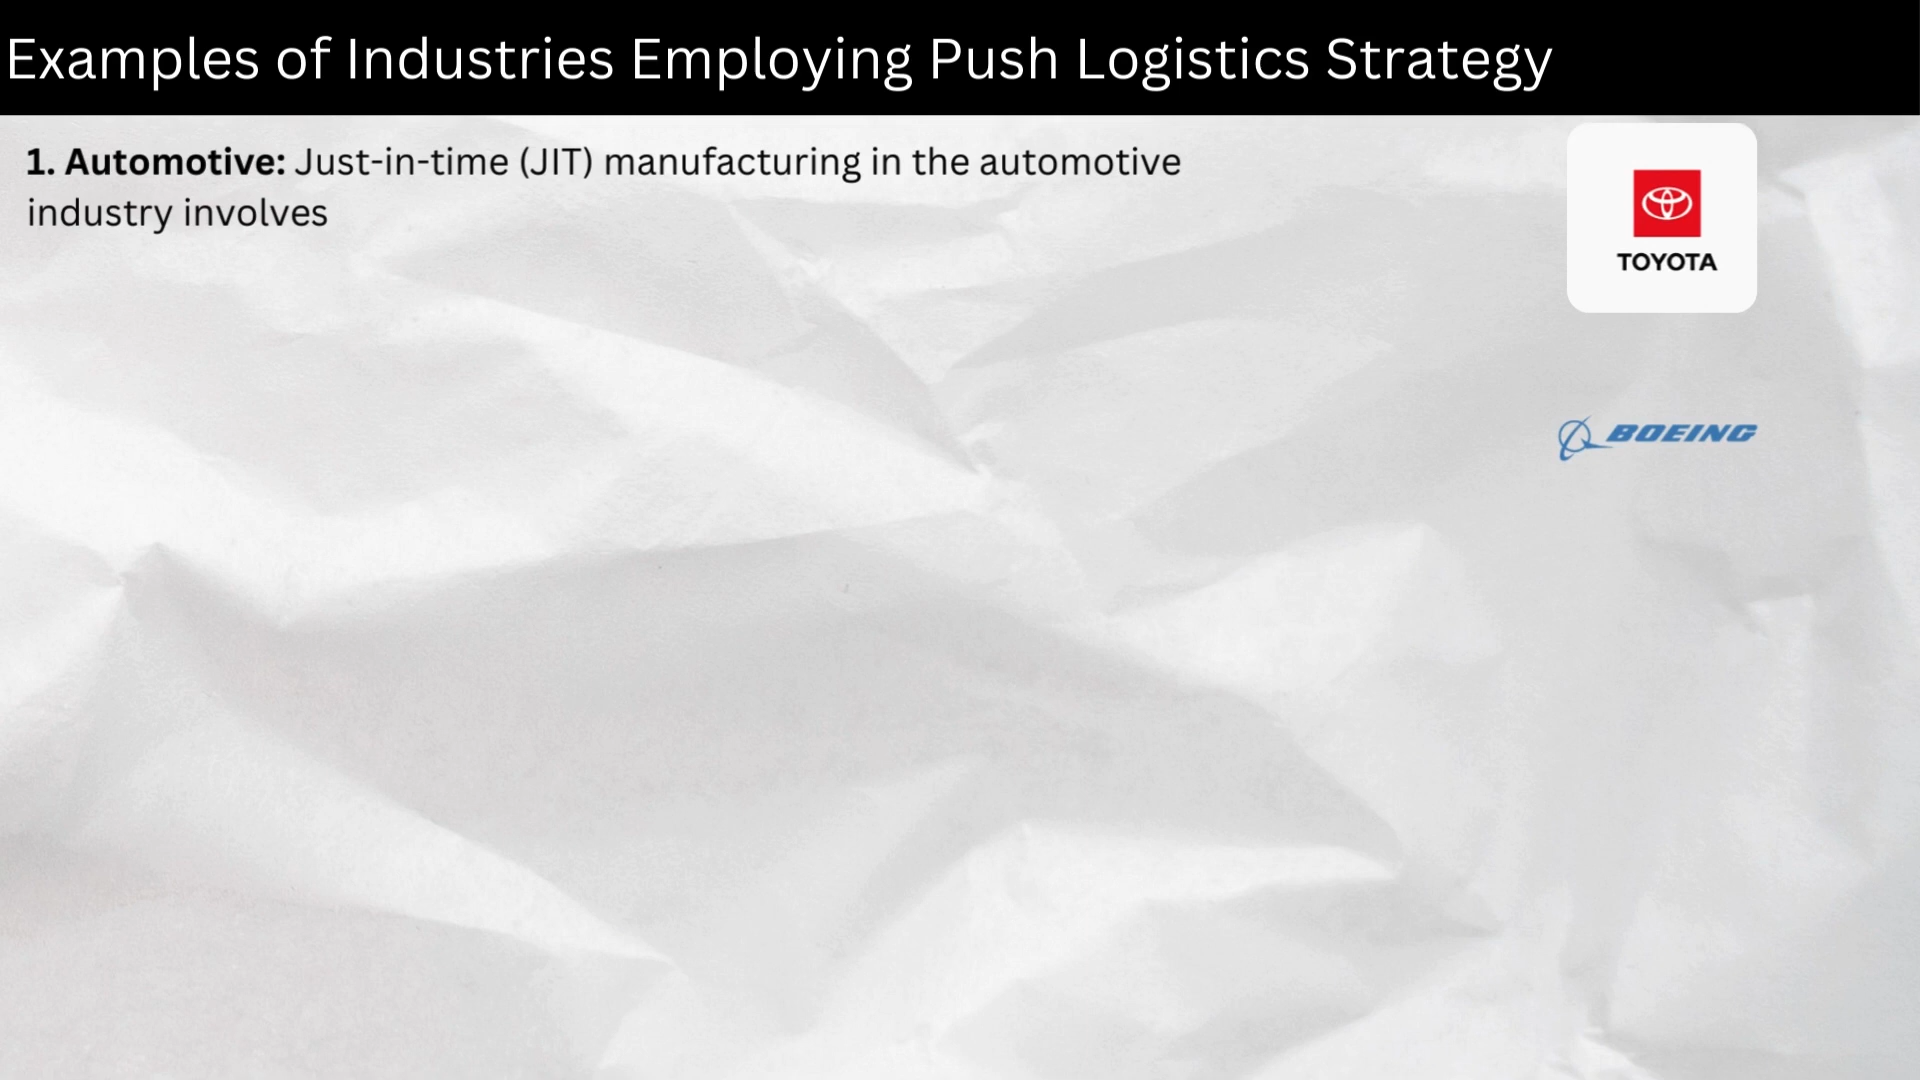 Examples of Industries Employing Push Logistics Strategy
1. Automotive: Just-in-time (JIT) manufacturing in the automotive
industry involves
TOYOTA
BOEING